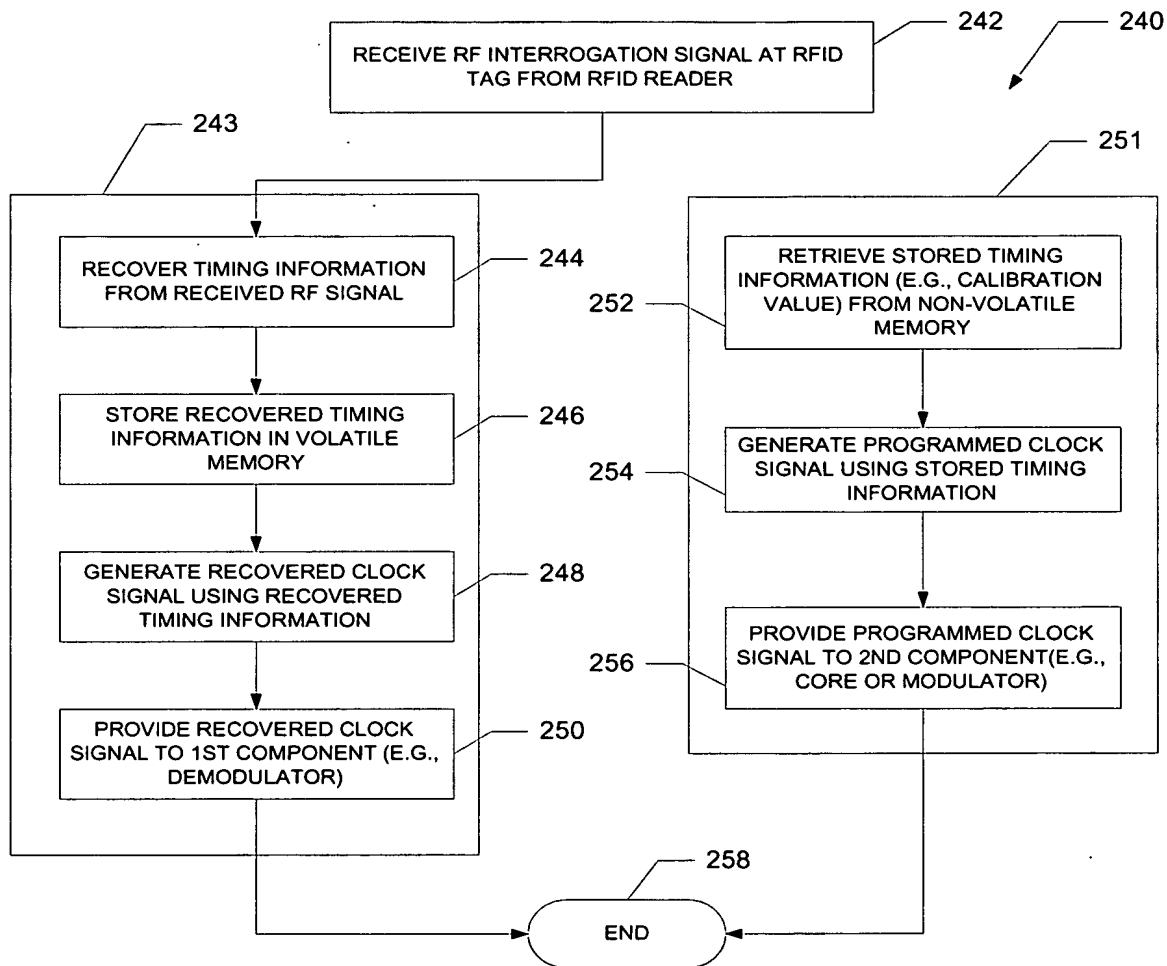 242
240
RECEIVE RF INTERROGATION SIGNAL AT RFID
TAG FROM RFID READER
243
251
RECOVER TIMING INFORMATION
FROM RECEIVED RF SIGNAL
244
STORE RECOVERED TIMING
INFORMATION IN VOLATILE
MEMORY
246
GENERATE RECOVERED CLOCK
SIGNAL USING RECOVERED
TIMING INFORMATION
248
PROVIDE RECOVERED CLOCK
SIGNAL TO 1ST COMPONENT (E.G.,
DEMODULATOR)
250
RETRIEVE STORED TIMING
INFORMATION (E.G., CALIBRATION
VALUE) FROM NON-VOLATILE
MEMORY
252
GENERATE PROGRAMMED CLOCK
SIGNAL USING STORED TIMING
INFORMATION
254
PROVIDE PROGRAMMED CLOCK
SIGNAL TO 2ND COMPONENT(E.G.,
CORE OR MODULATOR)
256
258
END